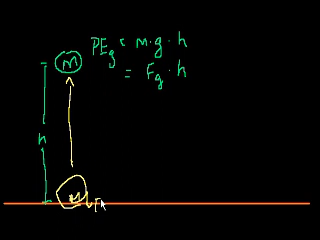 PEg = m·g·h
M
= Fg·h
h
M
F